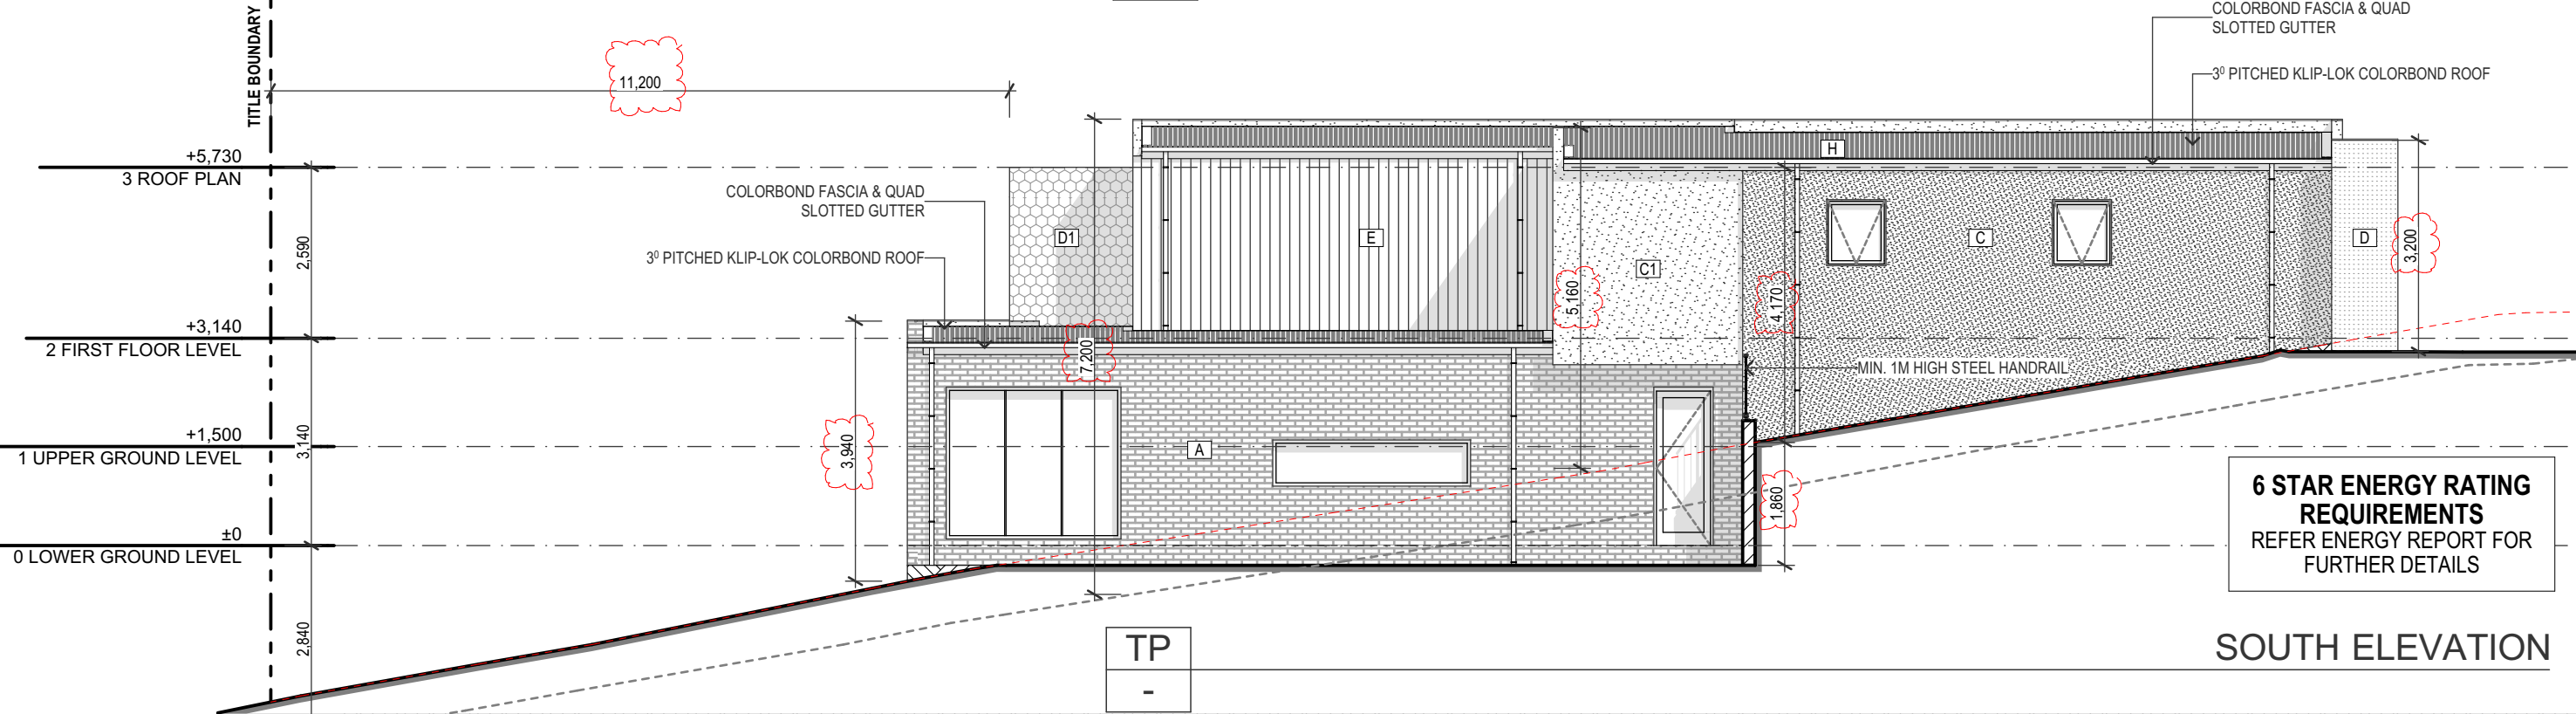 TITLE BOUNDARY
11,200
COLORBOND FASCIA & QUAD
SLOTTED GUTTER
3⁰ PITCHED KLIP-LOK COLORBOND ROOF
+5,730
3 ROOF PLAN
H
COLORBOND FASCIA & QUAD
SLOTTED GUTTER
2,590
D1
E
C1
C
D
3,200
3⁰ PITCHED KLIP-LOK COLORBOND ROOF
5,160
4,170
+3,140
2 FIRST FLOOR LEVEL
7,200
MIN. 1M HIGH STEEL HANDRAIL
+1,500
1 UPPER GROUND LEVEL
3,140
3,940
A
1,860
6 STAR ENERGY RATING
REQUIREMENTS
REFER ENERGY REPORT FOR
FURTHER DETAILS
±0
0 LOWER GROUND LEVEL
2,840
TP
-
SOUTH ELEVATION